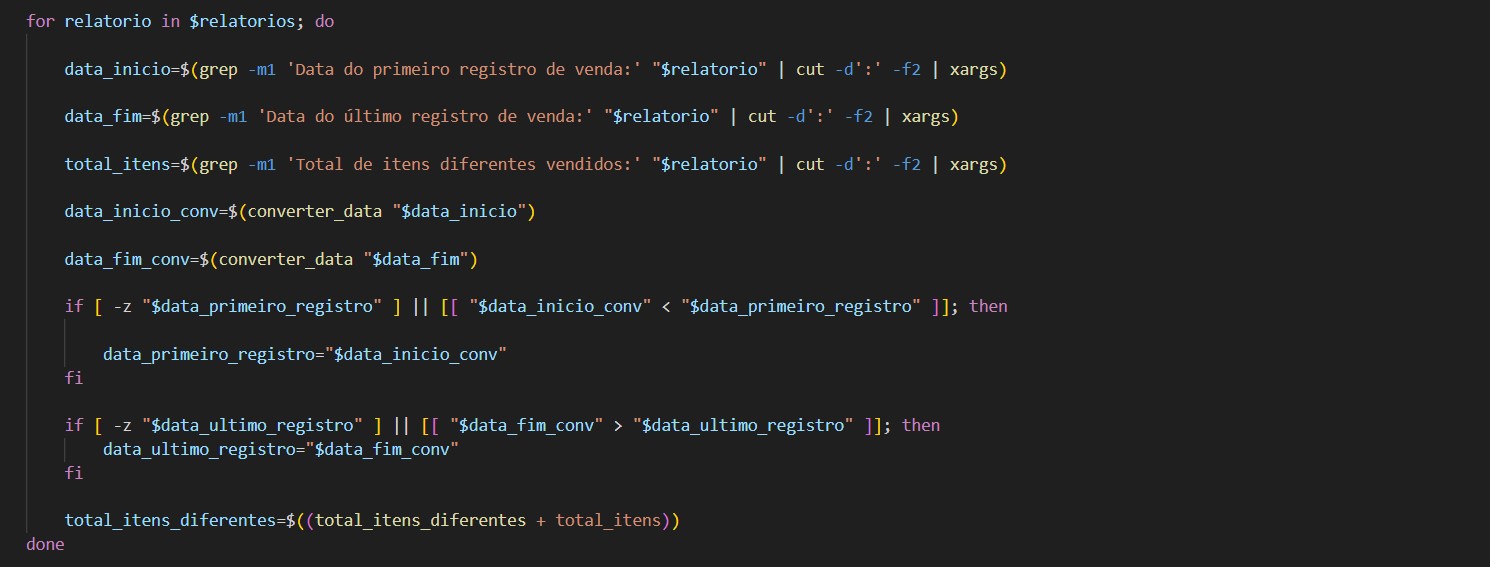 for relatorio in $relatorios; do
data_inicio=$(grep -m1 'Data do primeiro registro de venda:' "$relatorio" | cut -d':' -f2 | xargs)
data_fim=$(grep -m1 'Data do último registro de venda:' "$relatorio" | cut -d':' -f2 | xargs)
total_itens=$(grep -m1 'Total de itens diferentes vendidos:' "$relatorio" | cut -d':' -f2 | xargs)
data_inicio_conv=$(converter_data "$data_inicio")
data_fim_conv=$(converter_data "$data_fim")
if [ -z "$data_primeiro_registro" ] || [[ "$data_inicio_conv" < "$data_primeiro_registro" ]]; then
data_primeiro_registro="$data_inicio_conv"
fi
if [ -z "$data_ultimo_registro" ] || [[ "$data_fim_conv" > "$data_ultimo_registro" ]]; then
data_ultimo_registro="$data_fim_conv"
fi
total_itens_diferentes=$((total_itens_diferentes + total_itens))
done